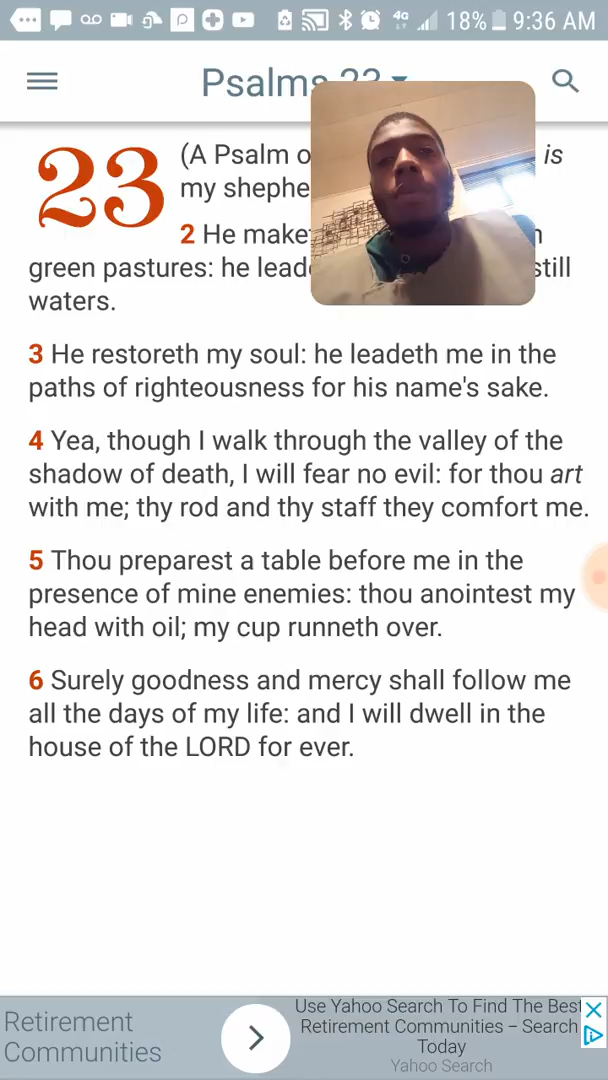 4G 18% 9:36 AM
Psalms 23
23
(A Psalm o is
my shephe
2 He make
green pastures: he lead still
waters.
3 He restoreth my soul: he leadeth me in the
paths of righteousness for his name's sake.
4 Yea, though I walk through the valley of the
shadow of death, I will fear no evil: for thou art
with me; thy rod and thy staff they comfort me.
5 Thou preparest a table before me in the
presence of mine enemies: thou anointest my
head with oil; my cup runneth over.
6 Surely goodness and mercy shall follow me
all the days of my life: and I will dwell in the
house of the LORD for ever.
Retirement
Communities
Use Yahoo Search To Find The Best
Retirement Communities – Search
Today
Yahoo Search